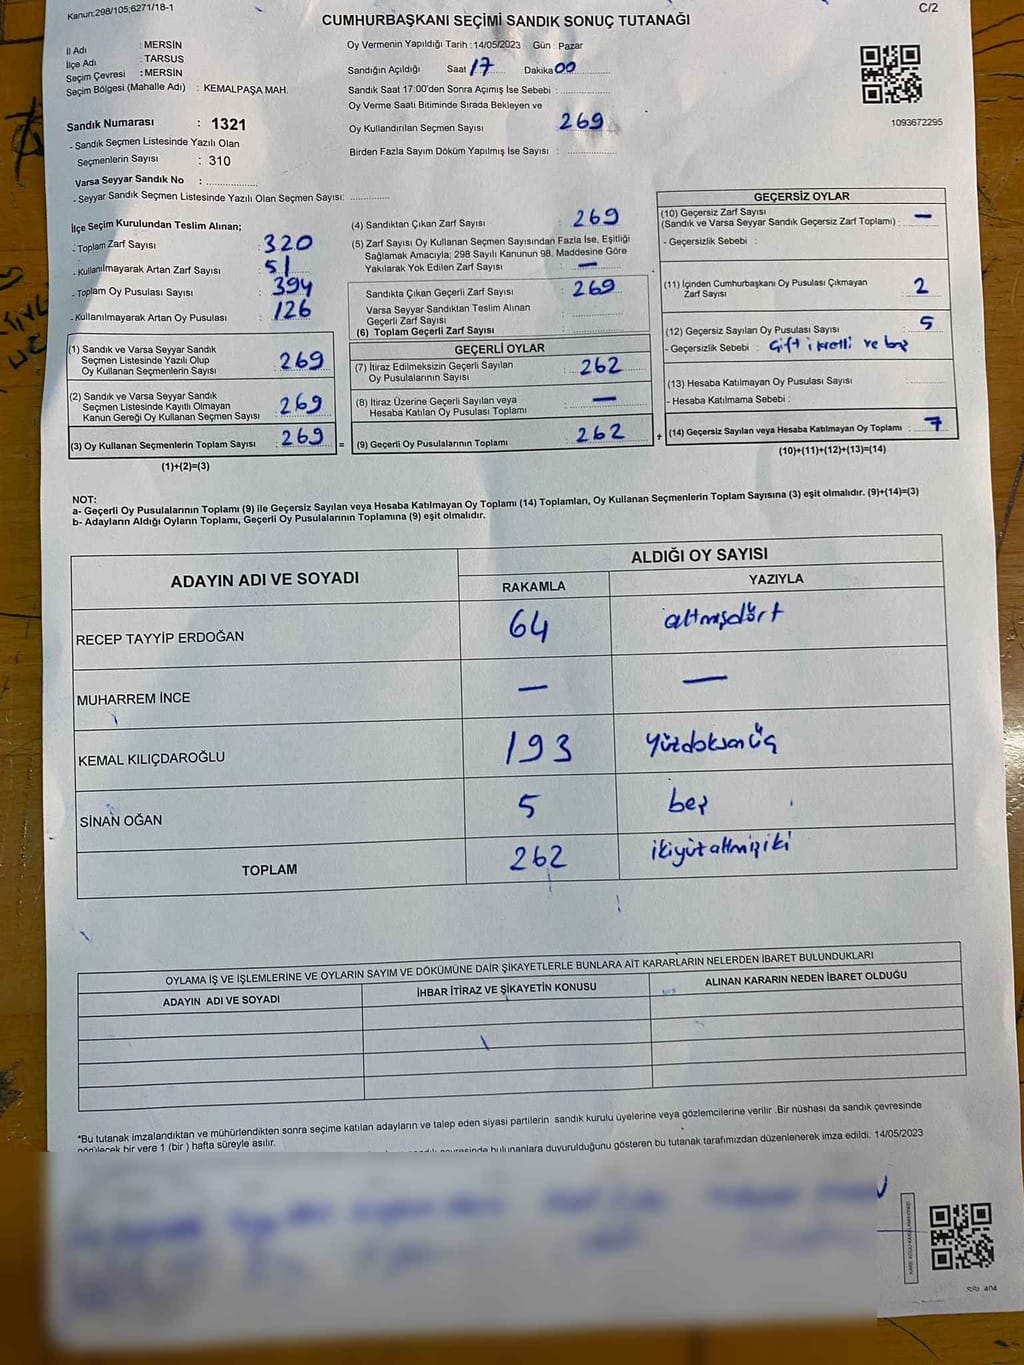 Kanun:298/105;6271/18-1
C/2
CUMHURBAŞKANI SEÇİMİ SANDIK SONUÇ TUTANAĞI
İl Adı : MERSİN
İlçe Adı : TARSUS
Seçim Çevresi : MERSİN
Seçim Bölgesi (Mahalle Adı) : KEMALPAŞA MAH.
Sandık Numarası : 1321
- Sandık Seçmen Listesinde Yazılı Olan
Seçmenlerin Sayısı : 310
Varsa Seyyar Sandık No :
- Seyyar Sandık Seçmen Listesinde Yazılı Olan Seçmen Sayısı:
Oy Vermenin Yapıldığı Tarih :14/05/2023 Gün : Pazar
Sandığın Açıldığı Saat 17 Dakika 00
Sandık Saat 17:00'den Sonra Açımış İse Sebebi :
Oy Verme Saati Bitiminde Sırada Bekleyen ve
Oy Kullandırılan Seçmen Sayısı 269
Birden Fazla Sayım Döküm Yapılmış İse Sayısı :
1093672295
İlçe Seçim Kurulundan Teslim Alınan;
- Toplam Zarf Sayısı : 320
- Kullanılmayarak Artan Zarf Sayısı : 51
- Toplam Oy Pusulası Sayısı : 394
- Kullanılmayarak Artan Oy Pusulası : 126
(1) Sandık ve Varsa Seyyar Sandık
Seçmen Listesinde Yazılı Olup
Oy Kullanan Seçmenlerin Sayısı : 269
(2) Sandık ve Varsa Seyyar Sandık
Seçmen Listesinde Kayıtlı Olmayan
Kanun Gereği Oy Kullanan Seçmen Sayısı : 269
(3) Oy Kullanan Seçmenlerin Toplam Sayısı : 269 =
(1)+(2)=(3)
(4) Sandıktan Çıkan Zarf Sayısı : 269
(5) Zarf Sayısı Oy Kullanan Seçmen Sayısından Fazla İse, Eşitliği
Sağlamak Amacıyla; 298 Sayılı Kanunun 98. Maddesine Göre
Yakılarak Yok Edilen Zarf Sayısı : —
Sandıkta Çıkan Geçerli Zarf Sayısı : 269
Varsa Seyyar Sandıktan Teslim Alınan
Geçerli Zarf Sayısı :
(6) Toplam Geçerli Zarf Sayısı :
GEÇERLİ OYLAR
(7) İtiraz Edilmeksizin Geçerli Sayılan
Oy Pusulalarının Sayısı : 262
(8) İtiraz Üzerine Geçerli Sayılan veya
Hesaba Katılan Oy Pusulası Toplamı : —
(9) Geçerli Oy Pusulalarının Toplamı : 262 +
GEÇERSİZ OYLAR
(10) Geçersiz Zarf Sayısı
(Sandık ve Varsa Seyyar Sandık Geçersiz Zarf Toplamı) : —
- Geçersizlik Sebebi :
(11) İçinden Cumhurbaşkanı Oy Pusulası Çıkmayan
Zarf Sayısı : 2
(12) Geçersiz Sayılan Oy Pusulası Sayısı : 5
- Geçersizlik Sebebi : Çift ve boş
(13) Hesaba Katılmayan Oy Pusulası Sayısı :
- Hesaba Katılmama Sebebi :
(14) Geçersiz Sayılan veya Hesaba Katılmayan Oy Toplamı : 7
(10)+(11)+(12)+(13)=(14)
NOT:
a- Geçerli Oy Pusulalarının Toplamı (9) ile Geçersiz Sayılan veya Hesaba Katılmayan Oy Toplamı (14) Toplamları, Oy Kullanan Seçmenlerin Toplam Sayısına (3) eşit olmalıdır. (9)+(14)=(3)
b- Adayların Aldığı Oyların Toplamı, Geçerli Oy Pusulalarının Toplamına (9) eşit olmalıdır.
ADAYIN ADI VE SOYADI
ALDIĞI OY SAYISI
RAKAMLA YAZIYLA
RECEP TAYYİP ERDOĞAN 64 altmışdört
MUHARREM İNCE — —
KEMAL KILIÇDAROĞLU 193 yüzdoksanüç
SİNAN OĞAN 5 beş
TOPLAM 262 ikiyüzaltmışiki
OYLAMA İŞ VE İŞLEMLERİNE VE OYLARIN SAYIM VE DÖKÜMÜNE DAİR ŞİKAYETLERLE BUNLARA AİT KARARLARIN NELERDEN İBARET BULUNDUKLARI
ADAYIN ADI VE SOYADI İHBAR İTİRAZ VE ŞİKAYETİN KONUSU ALINAN KARARIN NEDEN İBARET OLDUĞU
*Bu tutanak imzalandıktan ve mühürlendikten sonra seçime katılan adayların ve talep eden siyasi partilerin sandık kurulu üyelerine veya gözlemcilerine verilir .Bir nüshası da sandık çevresinde
görülecek bir yere 1 (bir ) hafta süreyle asılır.
bulunanlara duyurulduğunu gösteren bu tutanak tarafımızdan düzenlenerek imza edildi. 14/05/2023